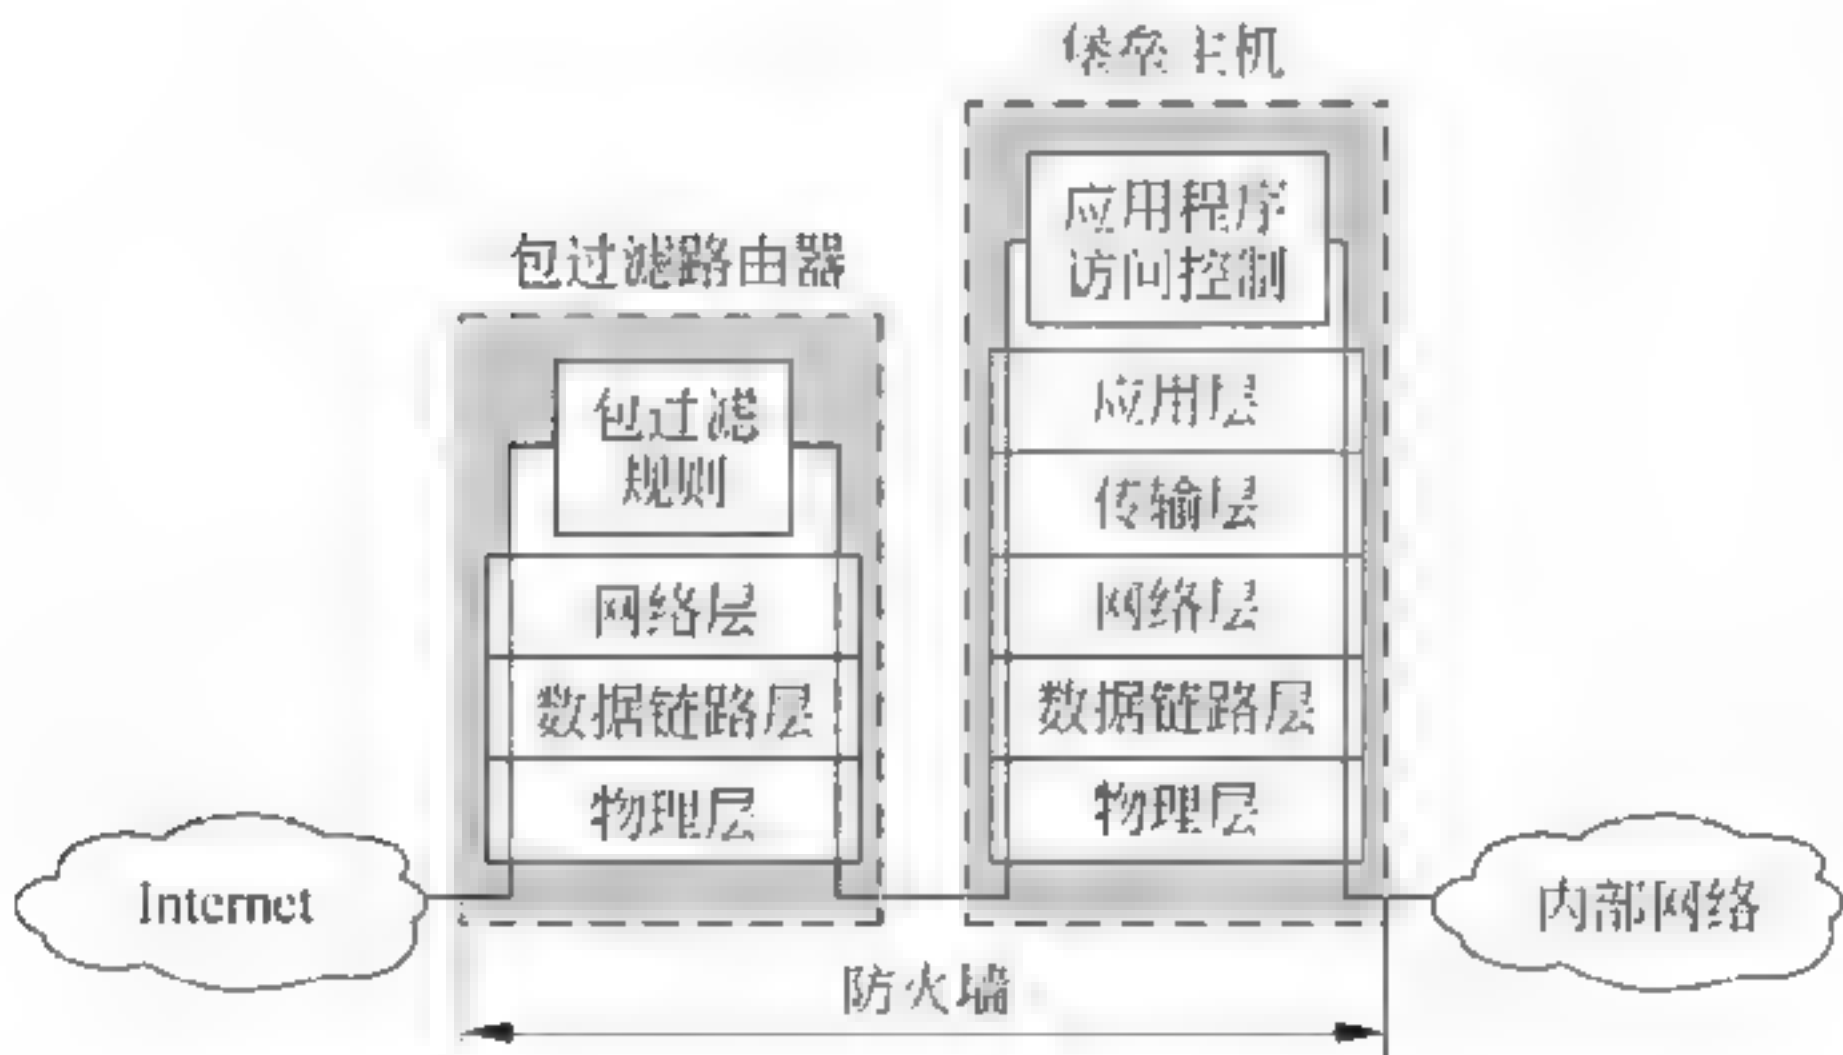 堡垒主机
应用程序
访问控制
包过滤路由器
包过滤
规则
应用层
传输层
网络层
网络层
数据链路层
数据链路层
物理层
物理层
Internet
内部网络
防火墙